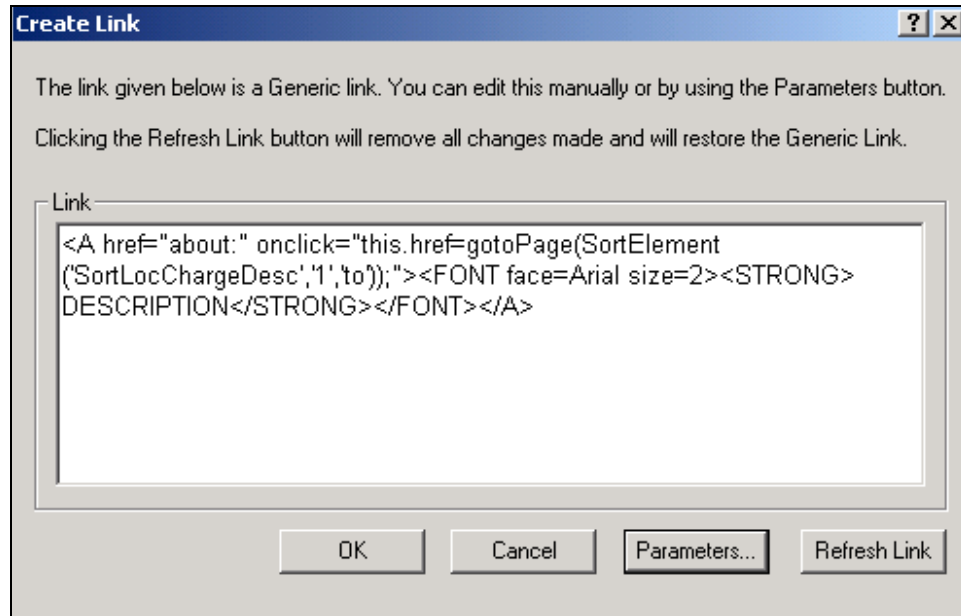 Create Link
The link given below is a Generic link. You can edit this manually or by using the Parameters button.
Clicking the Refresh Link button will remove all changes made and will restore the Generic Link.
Link
<A href="about:" onclick="this.href=gotoPage(SortElement
('SortLocChargeDesc','1','to'));"><FONT face=Arial size=2><STRONG>
DESCRIPTION</STRONG></FONT></A>
OK Cancel Parameters... Refresh Link